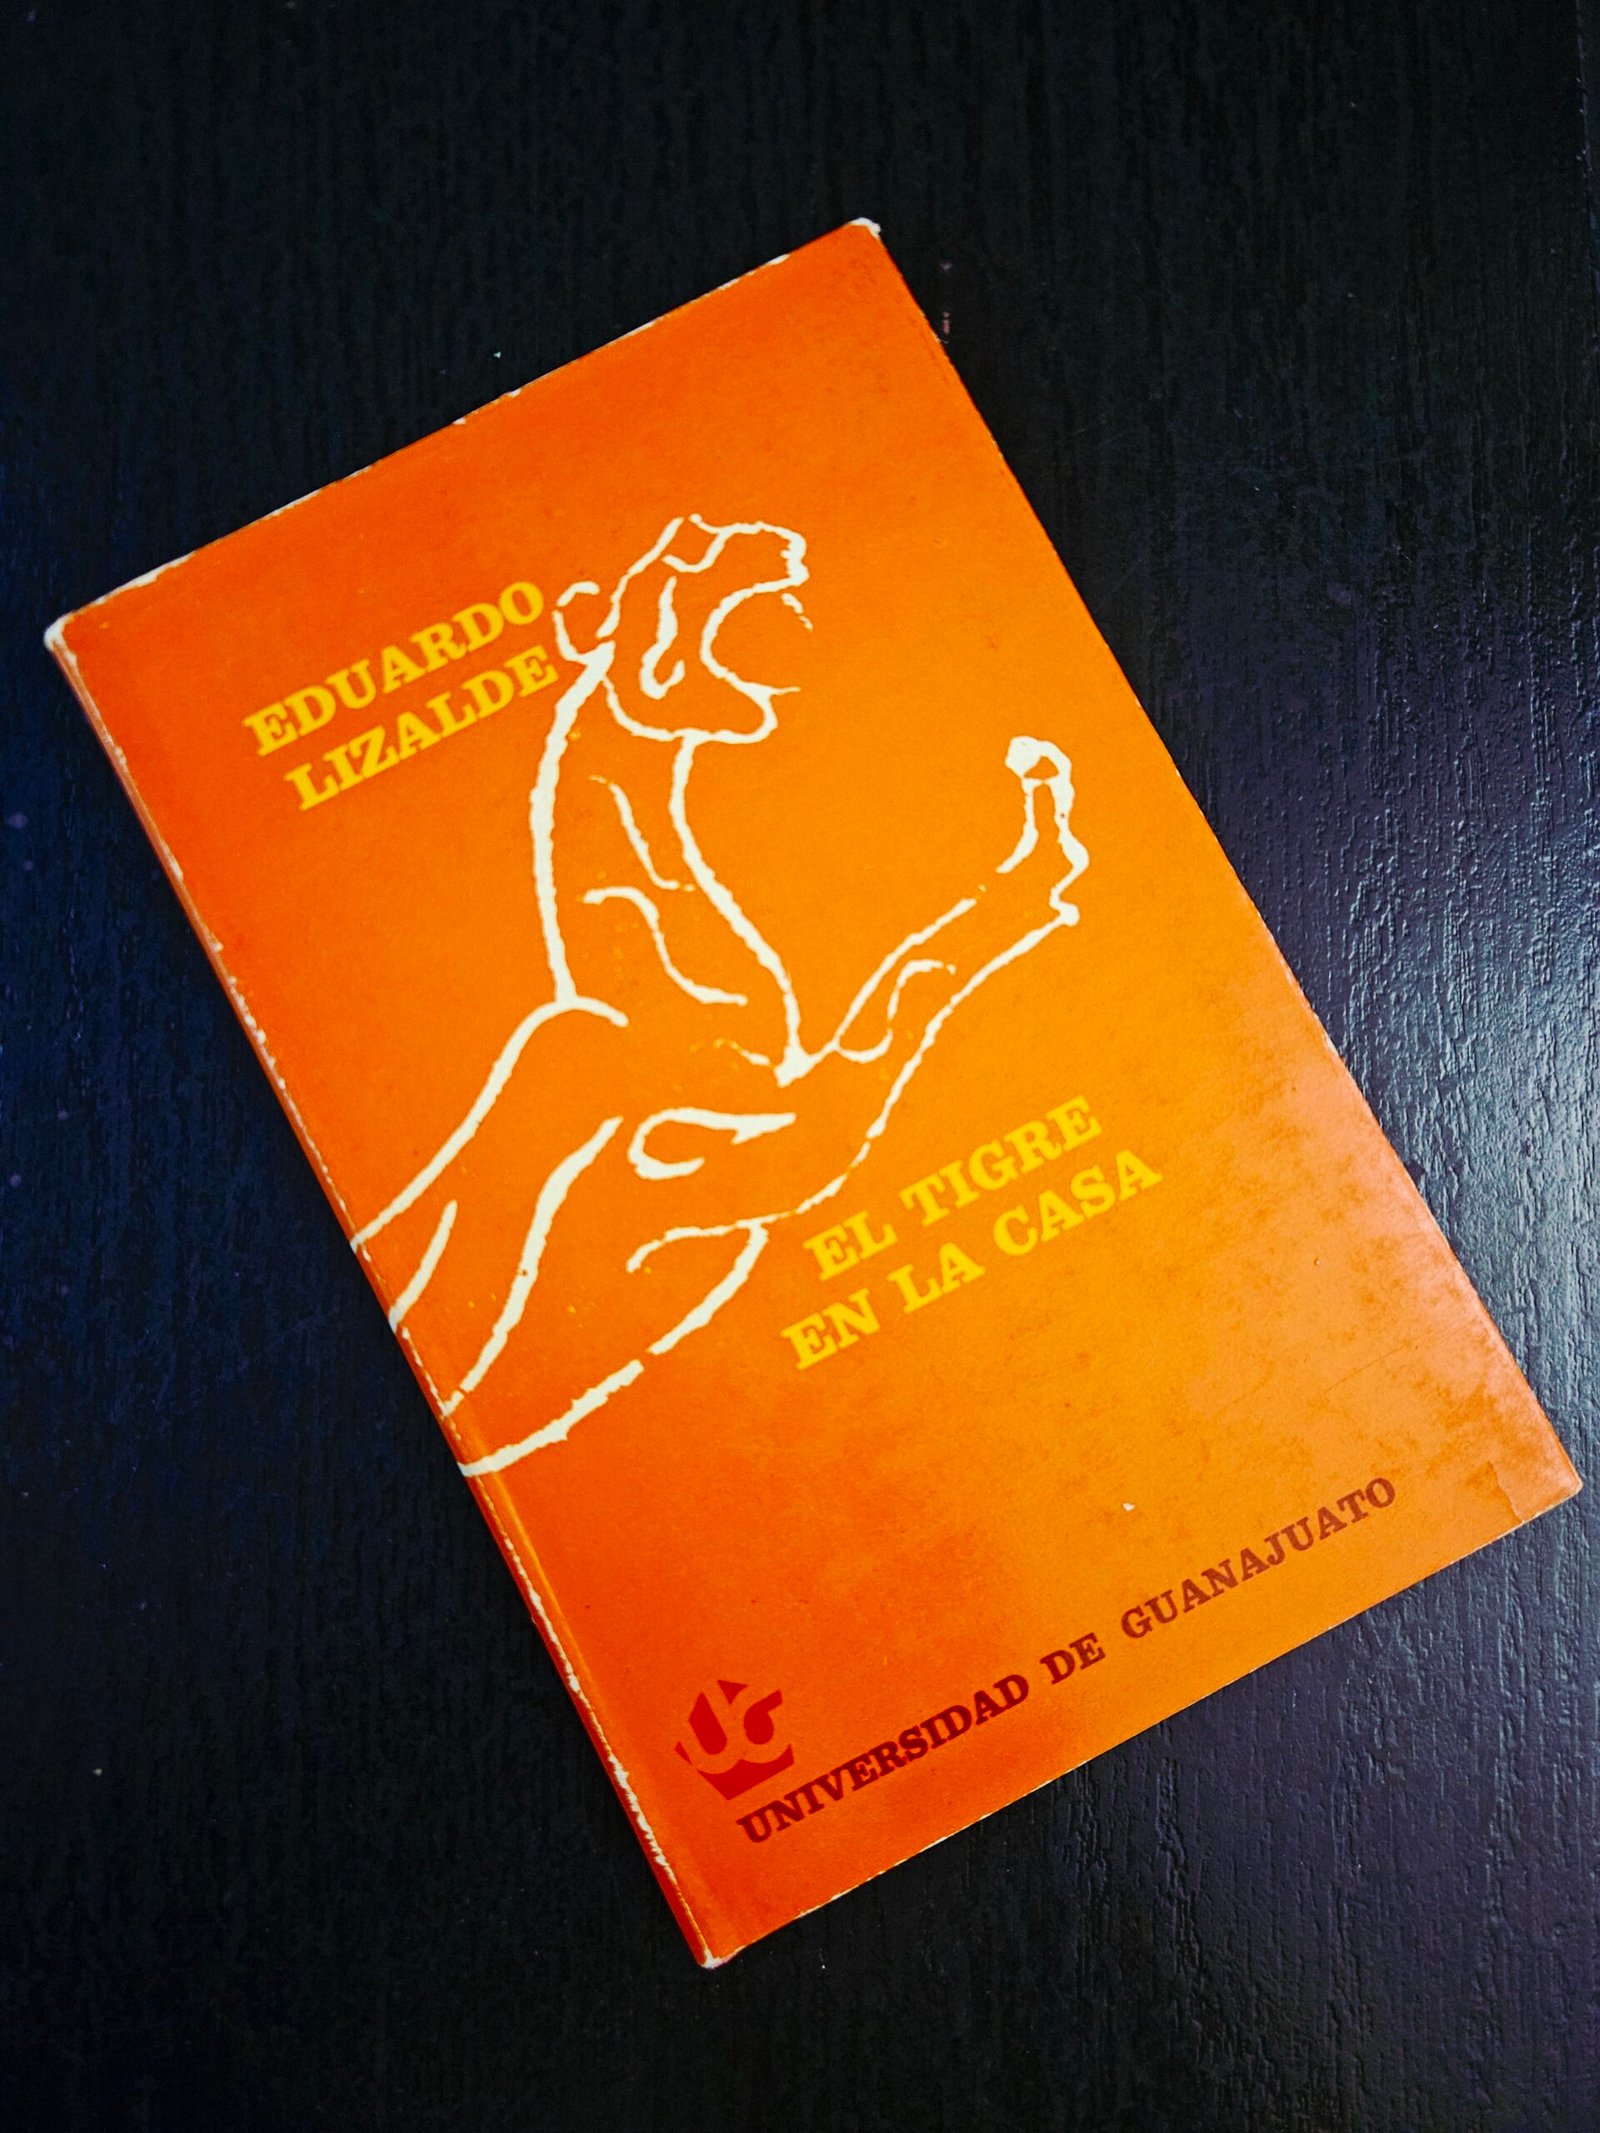 EDUARDO
LIZALDE
EL TIGRE
EN LA CASA
UNIVERSIDAD DE GUANAJUATO